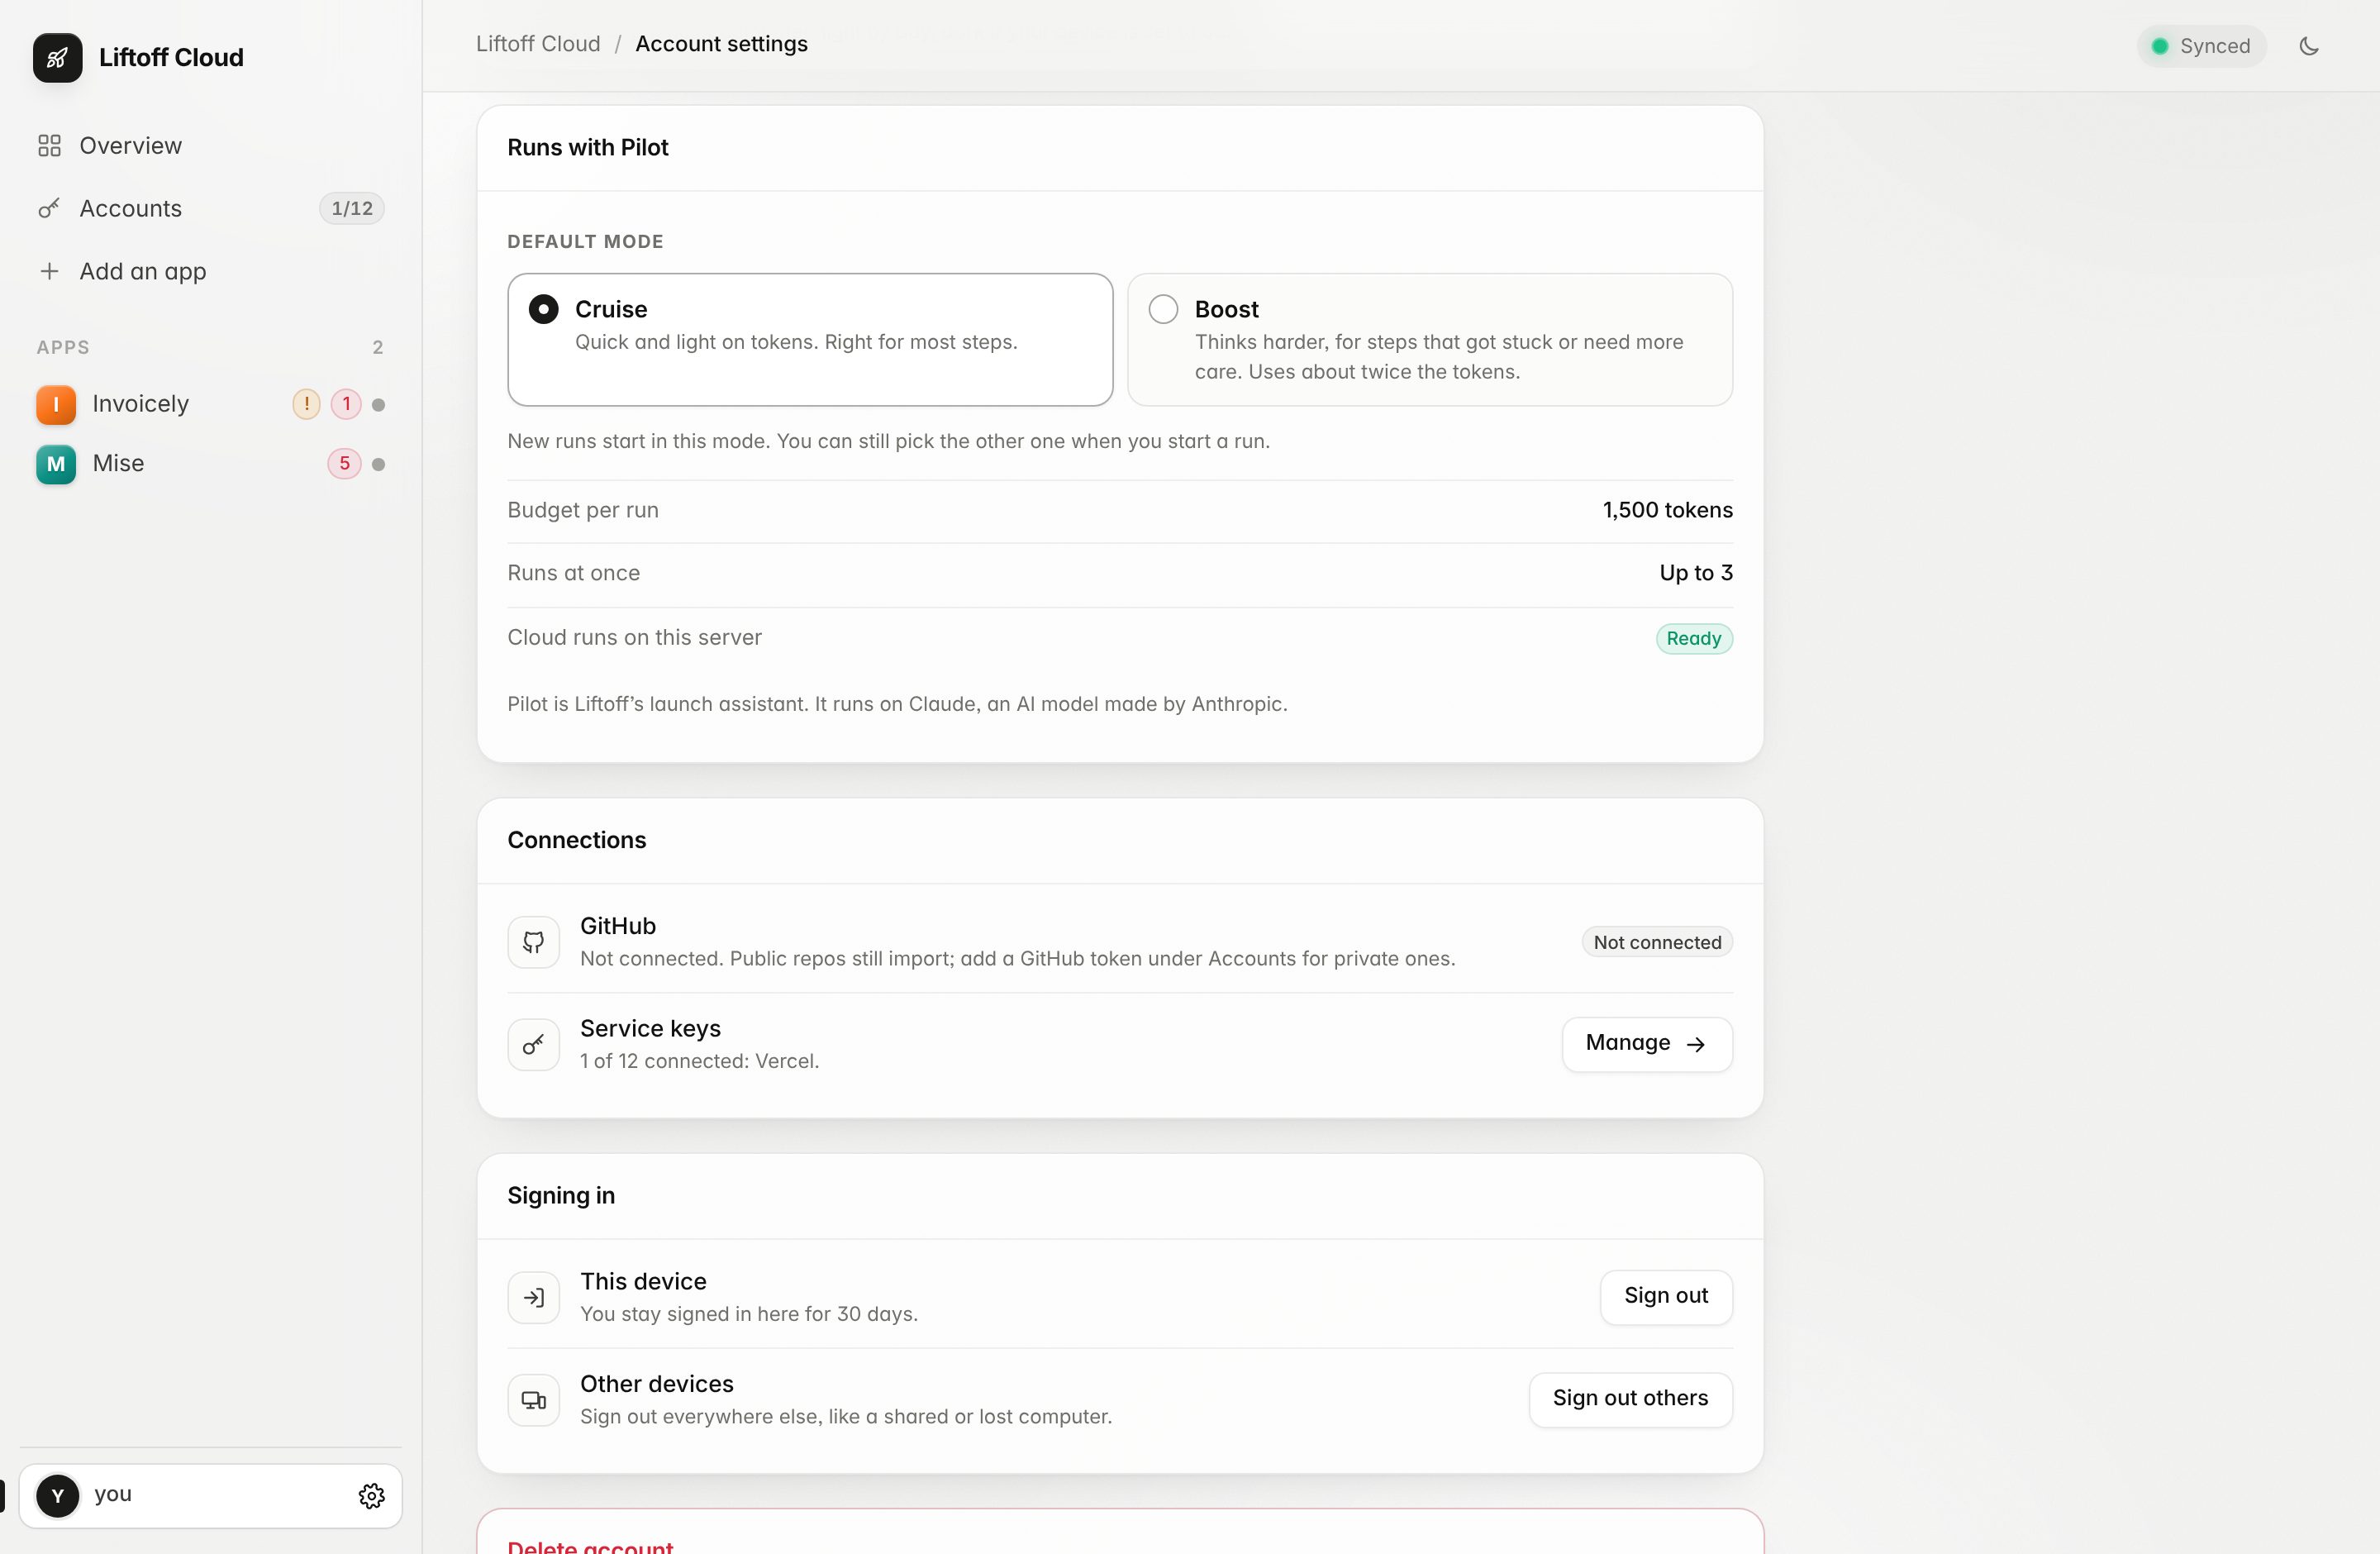 Liftoff Cloud
Overview
Accounts 1/12
Add an app
APPS 2
I Invoicely ! 1
M Mise 5
Y you
Liftoff Cloud / Account settings
Synced
Runs with Pilot
DEFAULT MODE
Cruise
Quick and light on tokens. Right for most steps.
Boost
Thinks harder, for steps that got stuck or need more
care. Uses about twice the tokens.
New runs start in this mode. You can still pick the other one when you start a run.
Budget per run 1,500 tokens
Runs at once Up to 3
Cloud runs on this server Ready
Pilot is Liftoff’s launch assistant. It runs on Claude, an AI model made by Anthropic.
Connections
GitHub
Not connected. Public repos still import; add a GitHub token under Accounts for private ones.
Not connected
Service keys
1 of 12 connected: Vercel.
Manage →
Signing in
This device
You stay signed in here for 30 days.
Sign out
Other devices
Sign out everywhere else, like a shared or lost computer.
Sign out others
Delete account